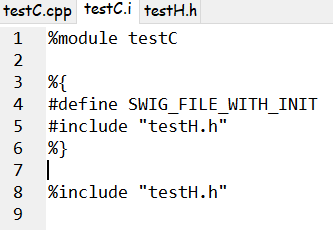 testC.cpp testC.i testH.h
1 %module testC
2
3 %{
4 #define SWIG_FILE_WITH_INIT
5 #include "testH.h"
6 %}
7
8 %include "testH.h"
9